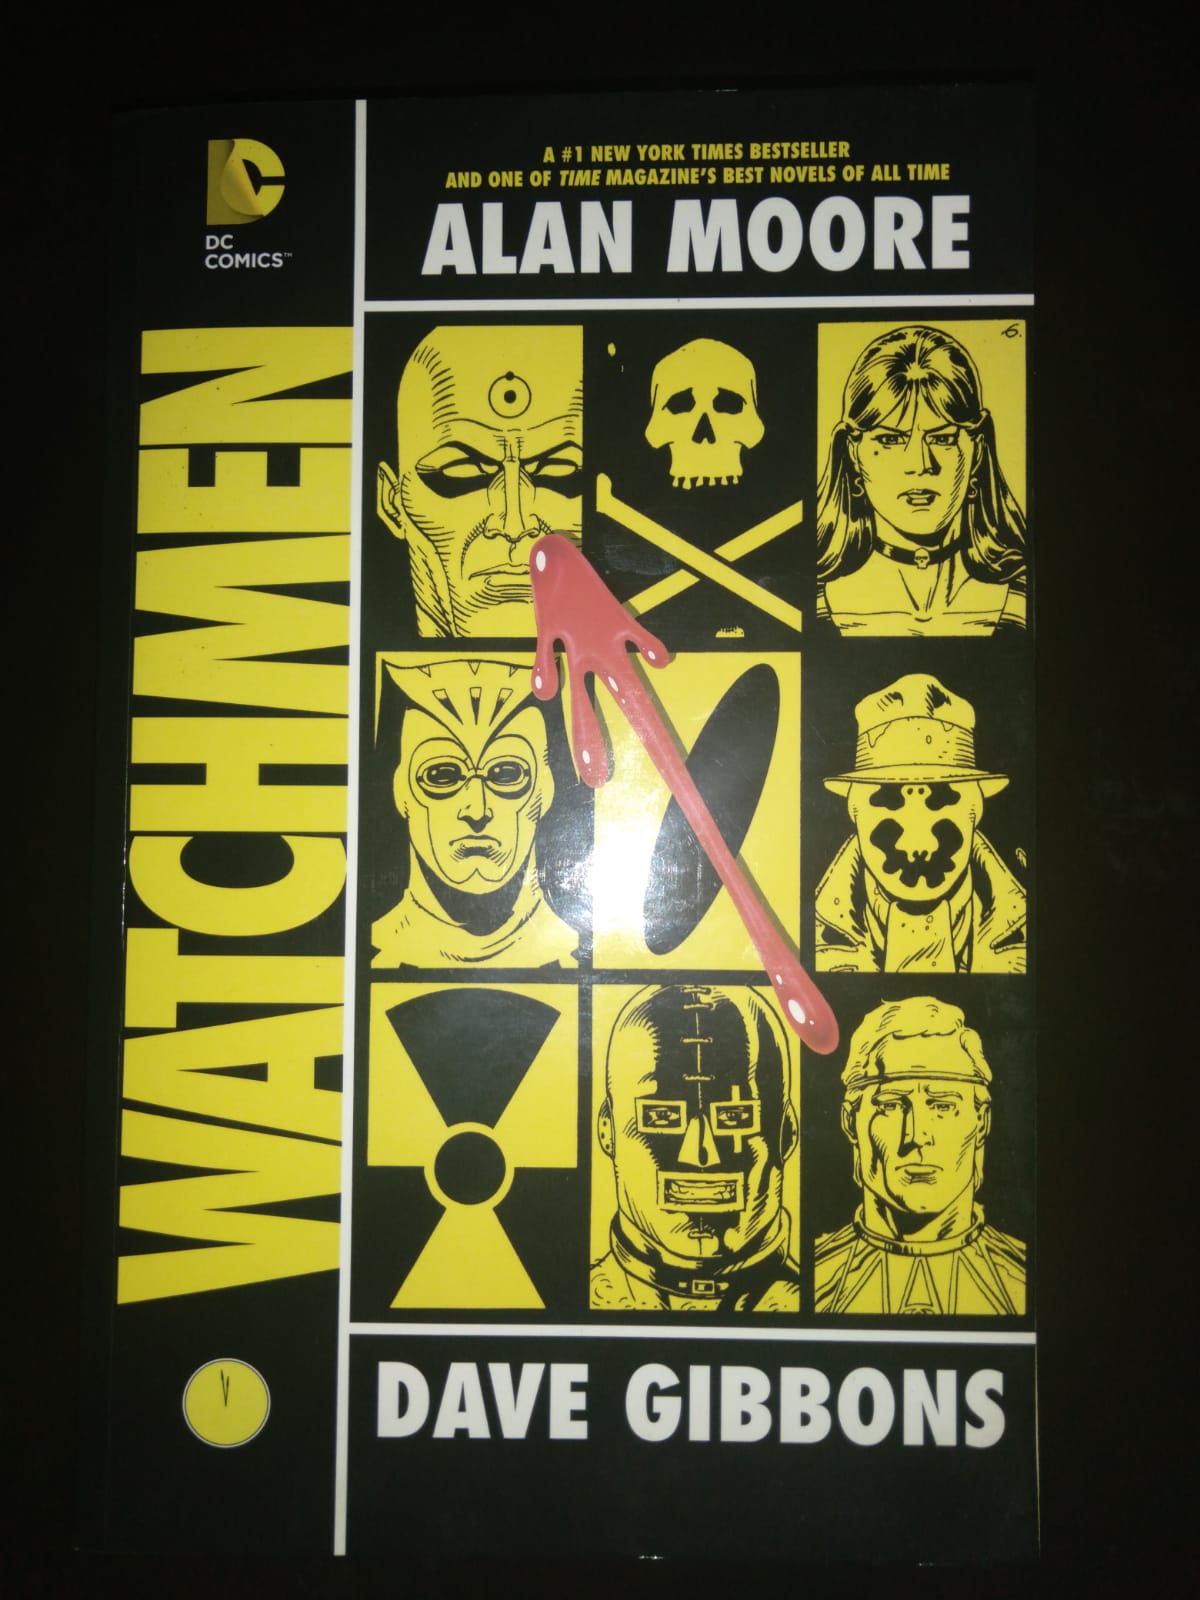 DC
COMICS™
A #1 NEW YORK TIMES BESTSELLER
AND ONE OF TIME MAGAZINE'S BEST NOVELS OF ALL TIME
ALAN MOORE
WATCHMEN
6.
DAVE GIBBONS